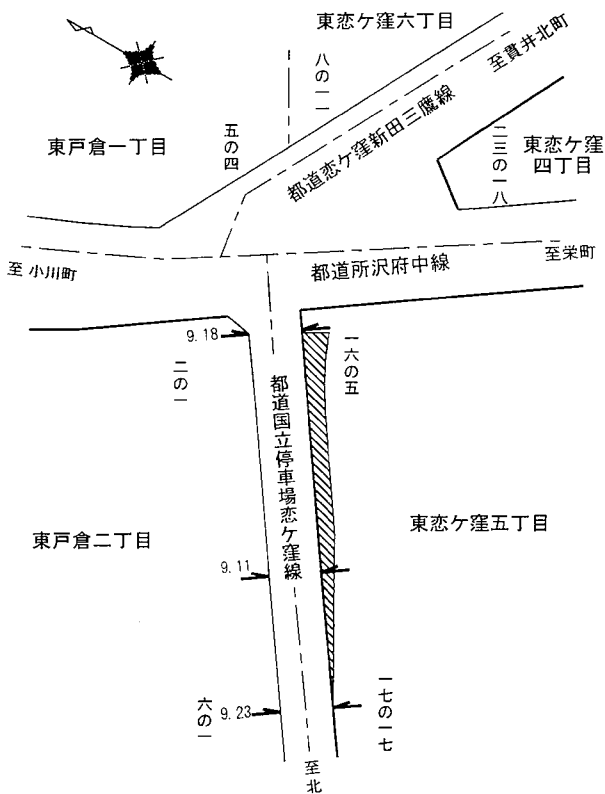 東恋ケ窪六丁目
八の一一
至貫井北町
五の四
都道恋ケ窪新田三鷹線
東戸倉一丁目
二三の一八
東恋ケ窪
四丁目
至 小川町
都道所沢府中線
至栄町
9.18
二の一
一六の五
都道国立停車場恋ケ窪線
東戸倉二丁目
東恋ケ窪五丁目
9.11
六の一
9.23
一七の一七
至北